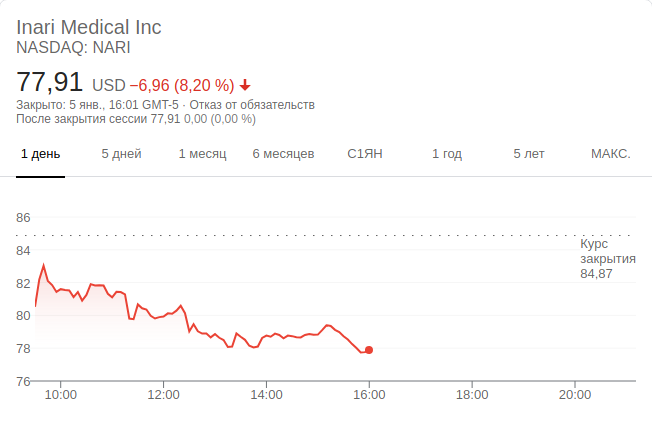 Inari Medical Inc
NASDAQ: NARI
77,91 USD −6,96 (8,20 %)
Закрыто: 5 янв., 16:01 GMT-5 · Отказ от обязательств
После закрытия сессии 77,91 0,00 (0,00 %)
1 день 5 дней 1 месяц 6 месяцев С1ЯН 1 год 5 лет МАКС.
86
84
82
80
78
76
Курс
закрытия
84,87
10:00 12:00 14:00 16:00 18:00 20:00